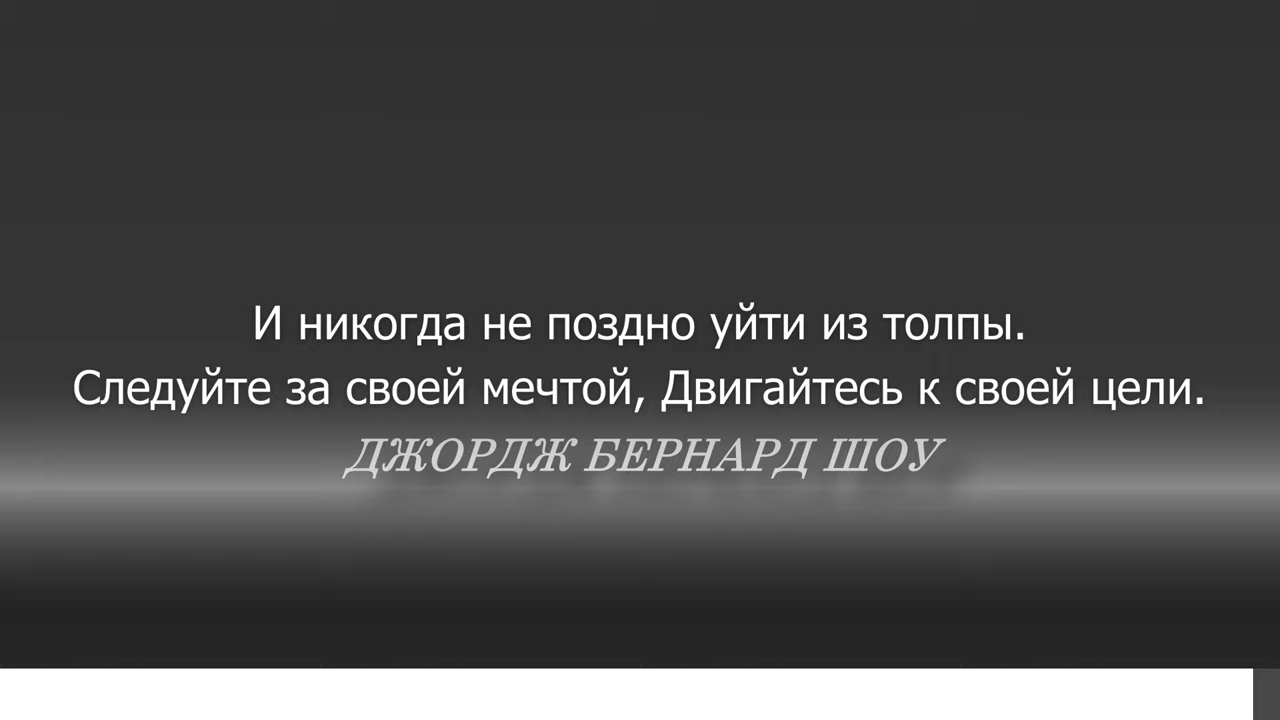 И никогда не поздно уйти из толпы.
Следуйте за своей мечтой, Двигайтесь к своей цели.
ДЖОРДЖ БЕРНАРД ШОУ